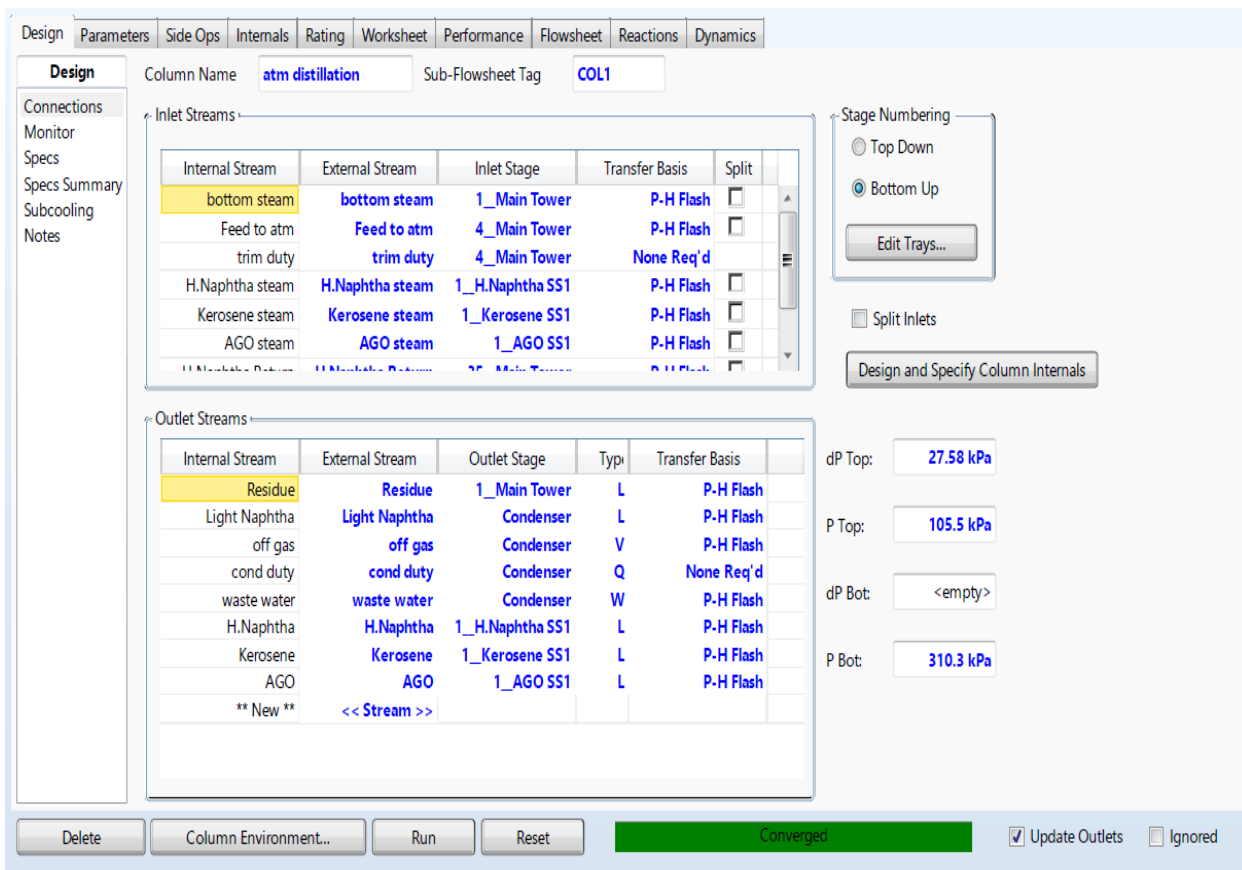 Design Parameters Side Ops Internals Rating Worksheet Performance Flowsheet Reactions Dynamics
Design
Connections
Monitor
Specs
Specs Summary
Subcooling
Notes
Column Name atm distillation Sub-Flowsheet Tag COL1
Inlet Streams
Internal Stream External Stream Inlet Stage Transfer Basis Split
bottom steam bottom steam 1__Main Tower P-H Flash
Feed to atm Feed to atm 4__Main Tower P-H Flash
trim duty trim duty 4__Main Tower None Req'd
H.Naphtha steam H.Naphtha steam 1__H.Naphtha SS1 P-H Flash
Kerosene steam Kerosene steam 1__Kerosene SS1 P-H Flash
AGO steam AGO steam 1__AGO SS1 P-H Flash
Stage Numbering
Top Down
Bottom Up
Edit Trays...
Split Inlets
Design and Specify Column Internals
Outlet Streams
Internal Stream External Stream Outlet Stage Type Transfer Basis
Residue Residue 1__Main Tower L P-H Flash
Light Naphtha Light Naphtha Condenser L P-H Flash
off gas off gas Condenser V P-H Flash
cond duty cond duty Condenser Q None Req'd
waste water waste water Condenser W P-H Flash
H.Naphtha H.Naphtha 1__H.Naphtha SS1 L P-H Flash
Kerosene Kerosene 1__Kerosene SS1 L P-H Flash
AGO AGO 1__AGO SS1 L P-H Flash
** New ** << Stream >>
dP Top: 27.58 kPa
P Top: 105.5 kPa
dP Bot: <empty>
P Bot: 310.3 kPa
Delete Column Environment... Run Reset Converged Update Outlets Ignored